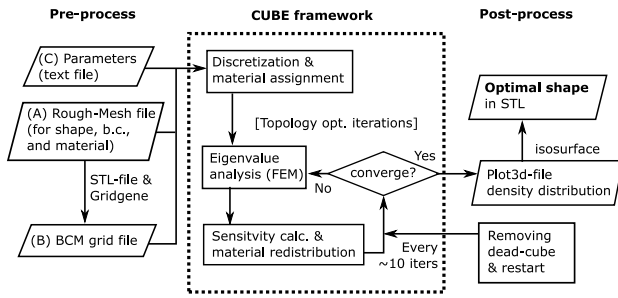 Pre-process
CUBE framework
Post-process
(C) Parameters
(text file)
(A) Rough-Mesh file
(for shape, b.c.,
and material)
STL-file &
Gridgene
(B) BCM grid file
Discretization &
material assignment
[Topology opt. iterations]
Eigenvalue
analysis (FEM)
converge?
Yes
No
Sensitvity calc. &
material redistribution
Every
~10 iters
Optimal shape
in STL
isosurface
Plot3d-file
density distribution
Removing
dead-cube
& restart